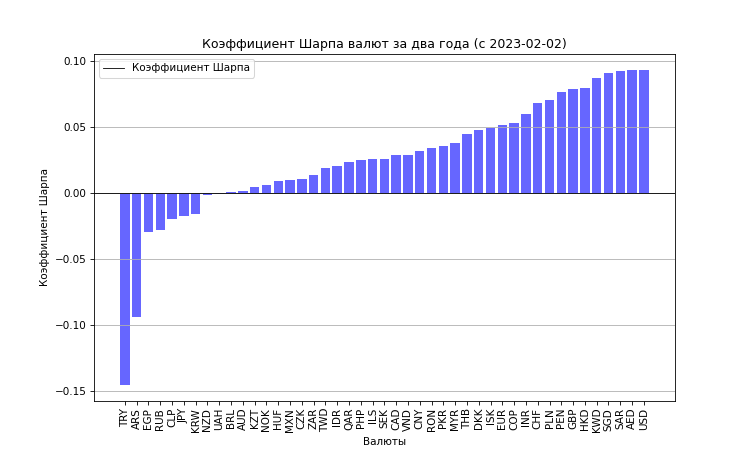 Коэффициент Шарпа валют за два года (с 2023-02-02)
Коэффициент Шарпа
0.10
0.05
0.00
−0.05
−0.10
−0.15
Коэффициент Шарпа
TRY ARS EGP RUB CLP JPY KRW NZD UAH BRL AUD KZT NOK HUF MXN CZK ZAR TWD IDR QAR PHP ILS SEK CAD VND CNY RON PKR MYR THB DKK ISK EUR COP INR CHF PLN PEN GBP HKD KWD SGD SAR AED USD
Валюты